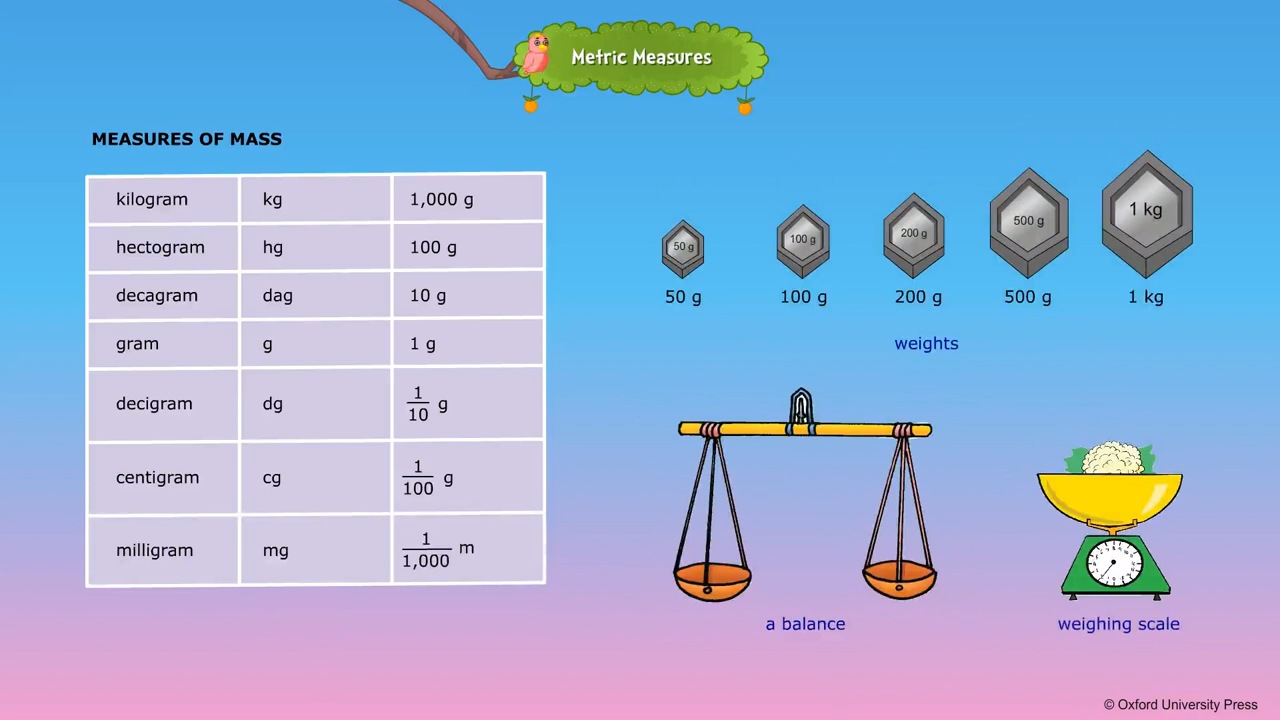 Metric Measures
MEASURES OF MASS
kilogram kg 1,000 g
hectogram hg 100 g
decagram dag 10 g
gram g 1 g
decigram dg 1/10 g
centigram cg 1/100 g
milligram mg 1/1,000 m
50 g 100 g 200 g 500 g 1 kg
50 g 100 g 200 g 500 g 1 kg
weights
a balance
weighing scale
© Oxford University Press